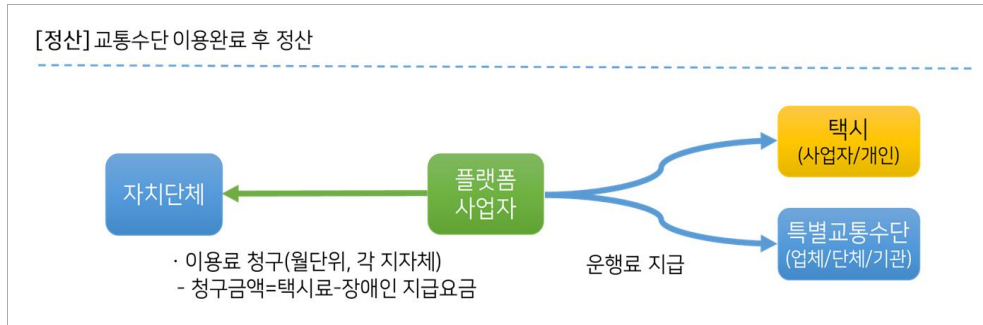 [정산] 교통수단 이용완료 후 정산
택시
(사업자/개인)
자치단체
플랫폼
사업자
특별교통수단
(업체/단체/기관)
· 이용료 청구(월단위, 각 지자체)
- 청구금액=택시료-장애인 지급요금
운행료 지급